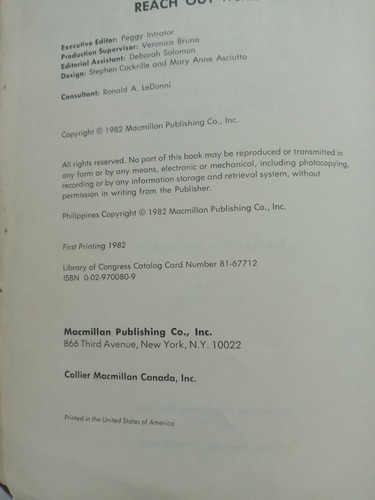 REACH OUT
Executive Editor: Peggy Intrator
Production Supervisor: Veronica Bruno
Editorial Assistant: Deborah Solomon
Design: Stephen Cockrille and Mary Anne Asciutto
Consultant: Ronald A. LeDonni
Copyright © 1982 Macmillan Publishing Co., Inc.
All rights reserved. No part of this book may be reproduced or transmitted in
any form or by any means, electronic or mechanical, including photocopying,
recording or by any information storage and retrieval system, without
permission in writing from the Publisher.
Philippines Copyright © 1982 Macmillan Publishing Co., Inc.
First Printing 1982
Library of Congress Catalog Card Number 81-67712
ISBN 0-02-970080-9
Macmillan Publishing Co., Inc.
866 Third Avenue, New York, N.Y. 10022
Collier Macmillan Canada, Inc.
Printed in the United States of America